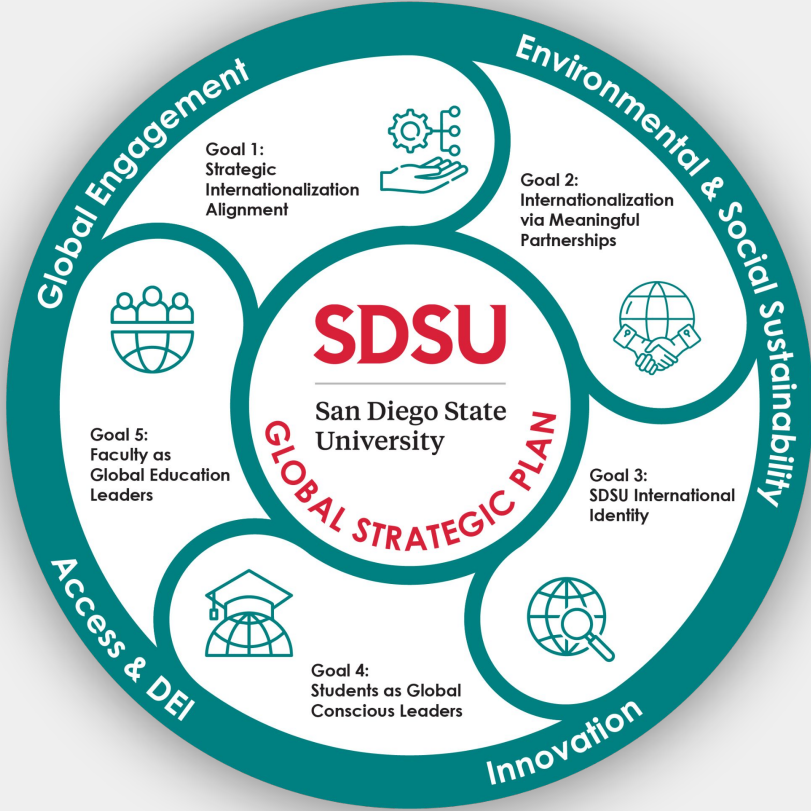 Global Engagement
Environmental & Social Sustainability
Goal 1:
Strategic
Internationalization
Alignment
Goal 2:
Internationalization
via Meaningful
Partnerships
SDSU
San Diego State
University
GLOBAL STRATEGIC PLAN
Goal 3:
SDSU International
Identity
Goal 4:
Students as Global
Conscious Leaders
Goal 5:
Faculty as
Global Education
Leaders
Access & DEI
Innovation